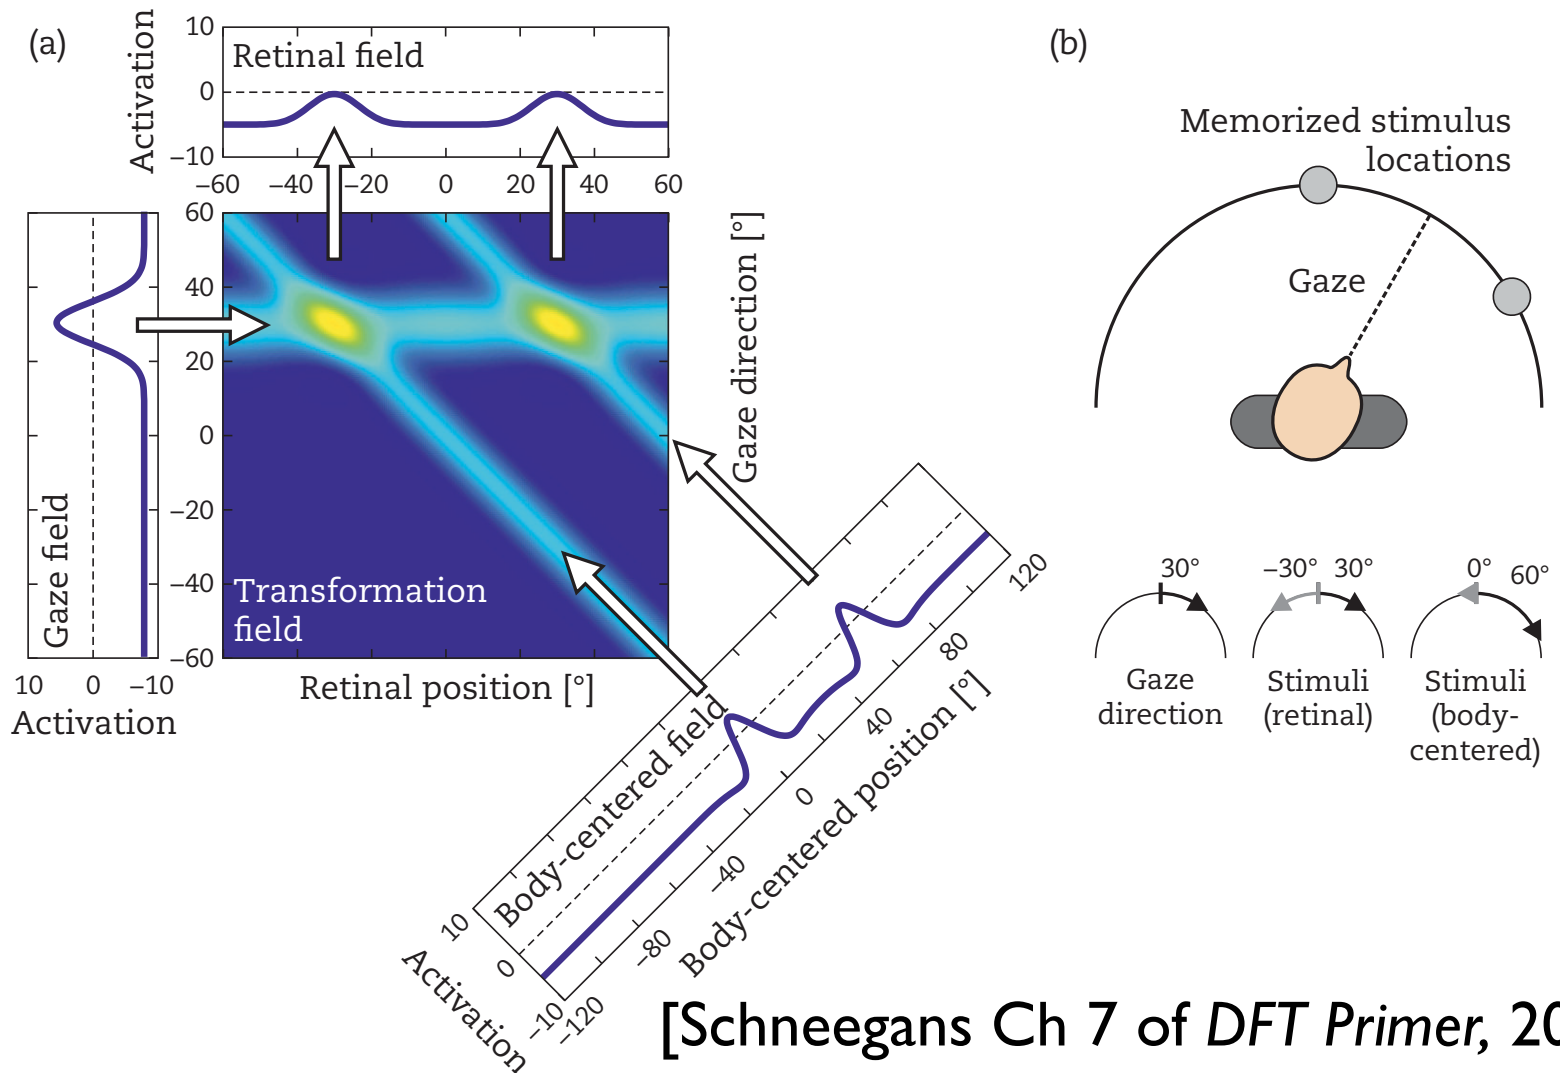 (a)
Activation
10
0
−10
Retinal field
−60 −40 −20 0 20 40 60
60
40
20
0
−20
−40
−60
Gaze field
10 0 −10
Activation
Transformation
field
Retinal position [°]
Gaze direction [°]
Body-centered field
10
0
−10
Activation
−120
−80
−40
0
40
80
120
Body-centered position [°]
(b)
Memorized stimulus
locations
Gaze
30°
Gaze
direction
−30° 30°
Stimuli
(retinal)
0° 60°
Stimuli
(body-
centered)
[Schneegans Ch 7 of DFT Primer, 20